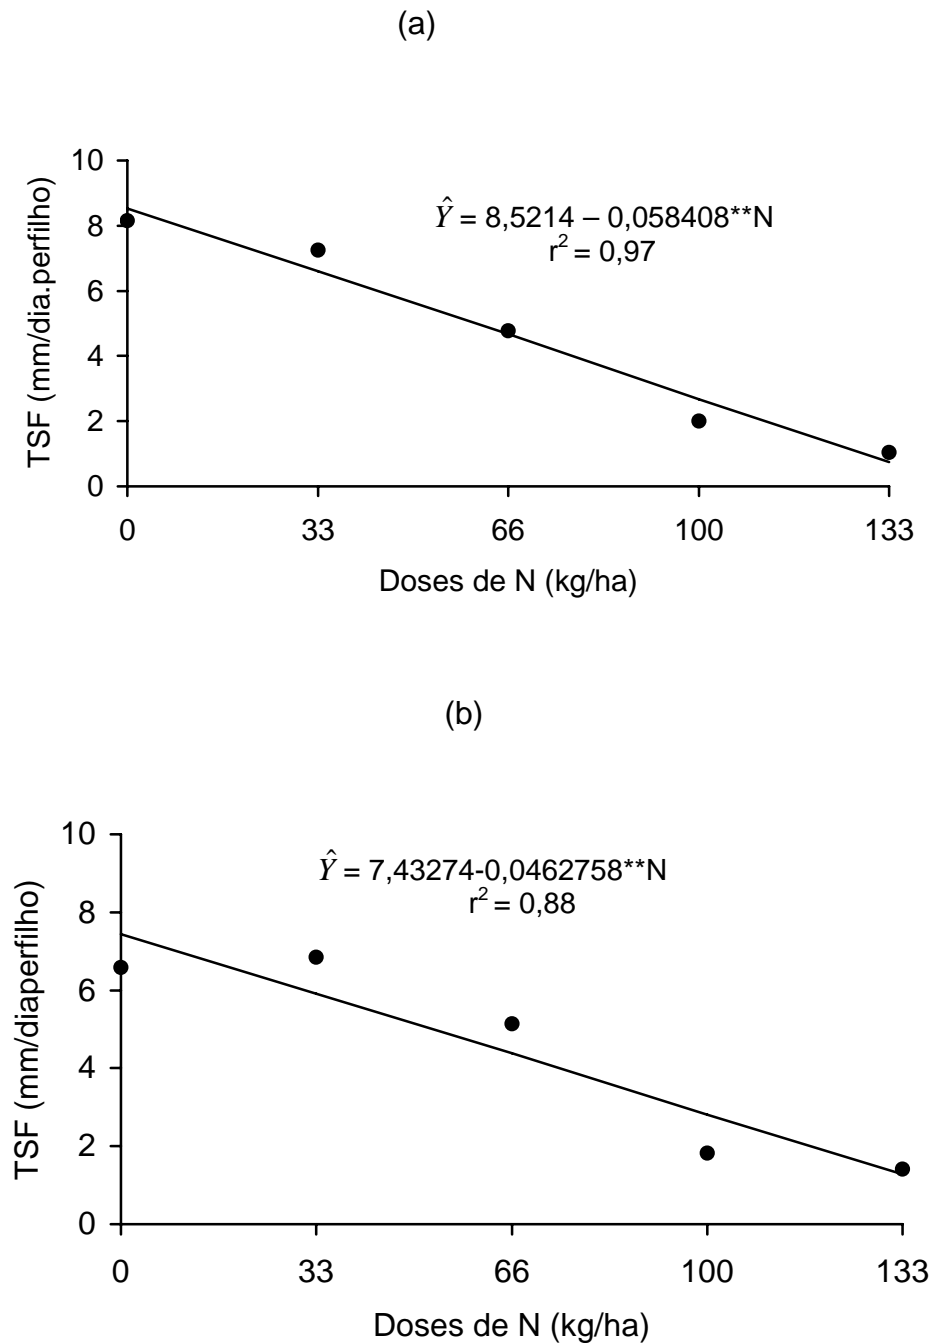 (a)
10
8
6
4
2
0
TSF (mm/dia.perfilho)
Ŷ = 8,5214 – 0,058408**N
r² = 0,97
0 33 66 100 133
Doses de N (kg/ha)
(b)
10
8
6
4
2
0
TSF (mm/diaperfilho)
Ŷ = 7,43274-0,0462758**N
r² = 0,88
0 33 66 100 133
Doses de N (kg/ha)